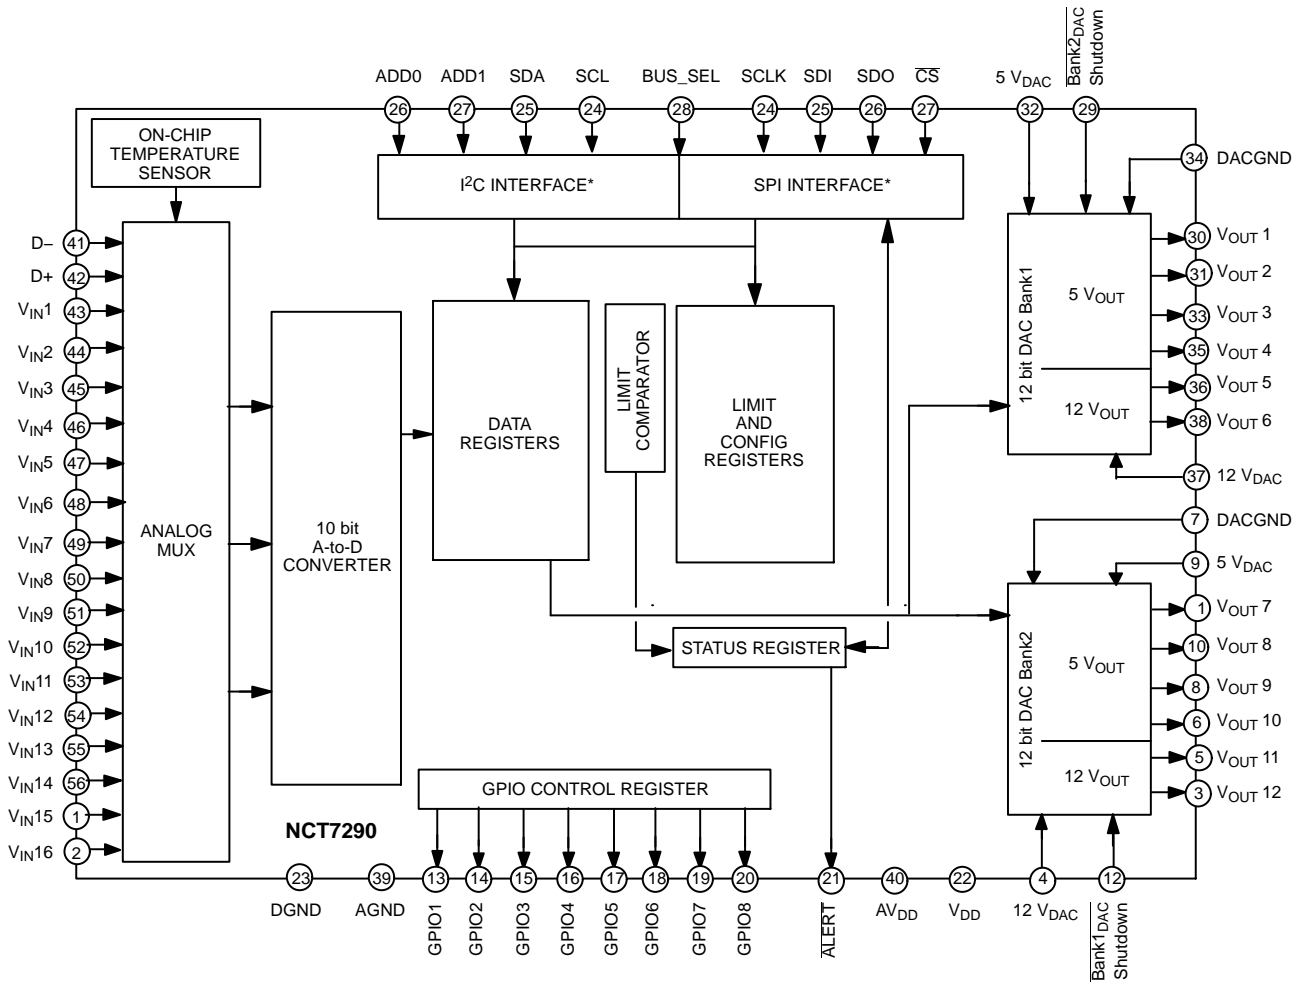 ADD0
ADD1
SDA
SCL
BUS_SEL
SCLK
SDI
SDO
CS
5 VDAC
Bank2DAC
Shutdown
26
27
25
24
28
24
25
26
27
32
29
ON-CHIP
TEMPERATURE
SENSOR
I2C INTERFACE*
SPI INTERFACE*
34 DACGND
D– 41
D+ 42
VIN1 43
VIN2 44
VIN3 45
VIN4 46
VIN5 47
VIN6 48
VIN7 49
VIN8 50
VIN9 51
VIN10 52
VIN11 53
VIN12 54
VIN13 55
VIN14 56
VIN15 1
VIN16 2
ANALOG
MUX
10 bit
A-to-D
CONVERTER
DATA
REGISTERS
LIMIT
COMPARATOR
LIMIT
AND
CONFIG
REGISTERS
STATUS REGISTER
12 bit DAC Bank1
5 VOUT
12 VOUT
30 VOUT 1
31 VOUT 2
33 VOUT 3
35 VOUT 4
36 VOUT 5
38 VOUT 6
37 12 VDAC
7 DACGND
9 5 VDAC
12 bit DAC Bank2
5 VOUT
12 VOUT
1 VOUT 7
10 VOUT 8
8 VOUT 9
6 VOUT 10
5 VOUT 11
3 VOUT 12
GPIO CONTROL REGISTER
NCT7290
23
39
13
14
15
16
17
18
19
20
21
40
22
4
12
DGND
AGND
GPIO1
GPIO2
GPIO3
GPIO4
GPIO5
GPIO6
GPIO7
GPIO8
ALERT
AVDD
VDD
12 VDAC
Bank1DAC
Shutdown